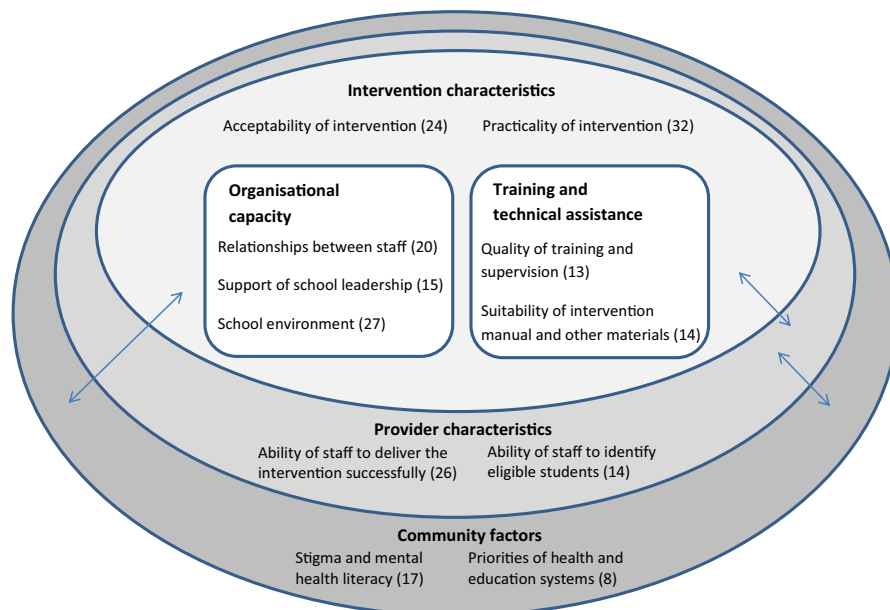 Intervention characteristics
Acceptability of intervention (24)
Practicality of intervention (32)
Organisational
capacity
Relationships between staff (20)
Support of school leadership (15)
School environment (27)
Training and
technical assistance
Quality of training and
supervision (13)
Suitability of intervention
manual and other materials (14)
Provider characteristics
Ability of staff to deliver the
intervention successfully (26)
Ability of staff to identify
eligible students (14)
Community factors
Stigma and mental
health literacy (17)
Priorities of health and
education systems (8)